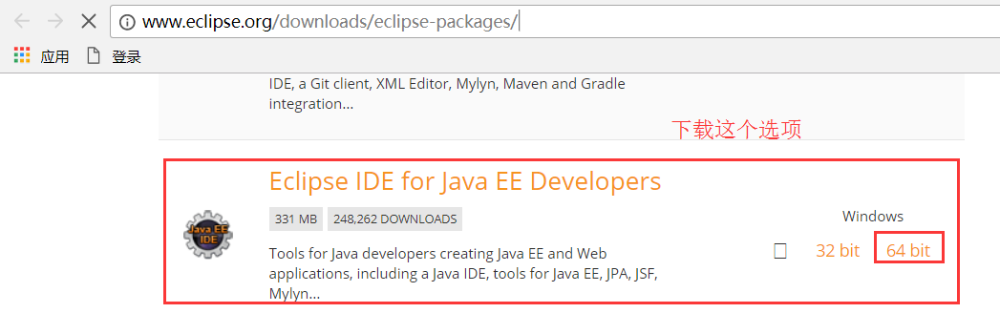 www.eclipse.org/downloads/eclipse-packages/
应用 登录
IDE, a Git client, XML Editor, Mylyn, Maven and Gradle
integration...
下载这个选项
Eclipse IDE for Java EE Developers
331 MB 248,262 DOWNLOADS
Windows
Java EE
IDE
32 bit 64 bit
Tools for Java developers creating Java EE and Web
applications, including a Java IDE, tools for Java EE, JPA, JSF,
Mylyn...